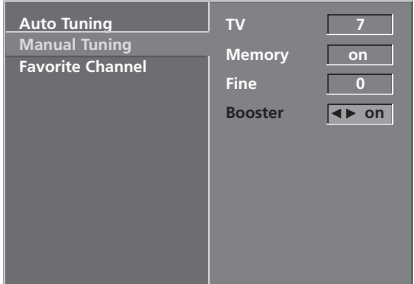 Auto Tuning
Manual Tuning
Favorite Channel
TV 7
Memory on
Fine 0
Booster ◄► on